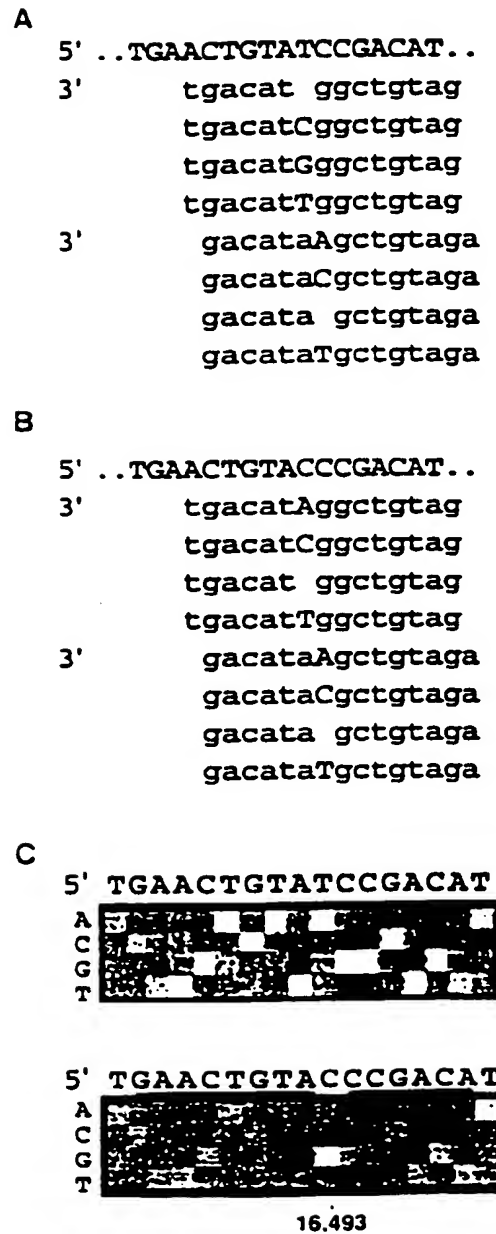 A
5' ..TGAACTGTATCCGACAT..
3' tgacat ggctgtag
tgacatCggctgtag
tgacatGggctgtag
tgacatTggctgtag
3' gacataAgctgtaga
gacataCgctgtaga
gacata gctgtaga
gacataTgctgtaga
B
5' ..TGAACTGTACCCGACAT..
3' tgacatAggctgtag
tgacatCggctgtag
tgacat ggctgtag
tgacatTggctgtag
3' gacataAgctgtaga
gacataCgctgtaga
gacata gctgtaga
gacataTgctgtaga
C
5' TGAACTGTATCCGACAT
A
C
G
T
5' TGAACTGTACCCGACAT
A
C
G
T
16,493